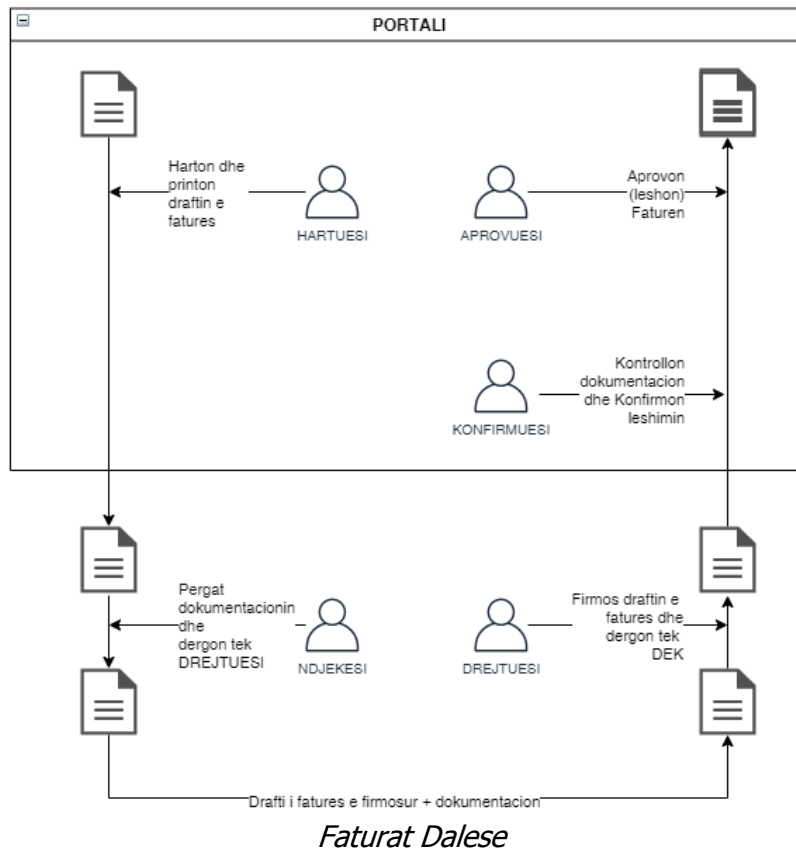 PORTALI
Harton dhe
printon
draftin e
fatures
HARTUESI
APROVUESI
Aprovon
(leshon)
Faturen
KONFIRMUESI
Kontrollon
dokumentacion
dhe Konfirmon
leshimin
Pergat
dokumentacionin
dhe
dergon tek
DREJTUESI
NDJEKESI
DREJTUESI
Firmos draftin e
fatures dhe
dergon tek
DEK
Drafti i fatures e firmosur + dokumentacion
Faturat Dalese